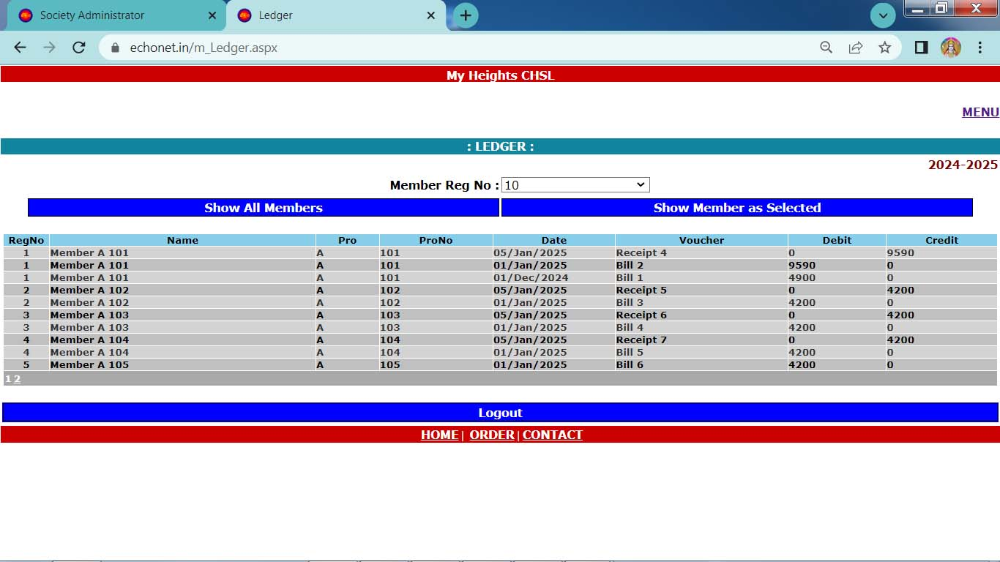 Society Administrator Ledger
echonet.in/m_Ledger.aspx
My Heights CHSL
MENU
: LEDGER :
2024-2025
Member Reg No : 10
Show All Members Show Member as Selected
RegNo Name Pro ProNo Date Voucher Debit Credit
1 Member A 101 A 101 05/Jan/2025 Receipt 4 0 9590
1 Member A 101 A 101 01/Jan/2025 Bill 2 9590 0
1 Member A 101 A 101 01/Dec/2024 Bill 1 4900 0
2 Member A 102 A 102 05/Jan/2025 Receipt 5 0 4200
2 Member A 102 A 102 01/Jan/2025 Bill 3 4200 0
3 Member A 103 A 103 05/Jan/2025 Receipt 6 0 4200
3 Member A 103 A 103 01/Jan/2025 Bill 4 4200 0
4 Member A 104 A 104 05/Jan/2025 Receipt 7 0 4200
4 Member A 104 A 104 01/Jan/2025 Bill 5 4200 0
5 Member A 105 A 105 01/Jan/2025 Bill 6 4200 0
1 2
Logout
HOME | ORDER | CONTACT